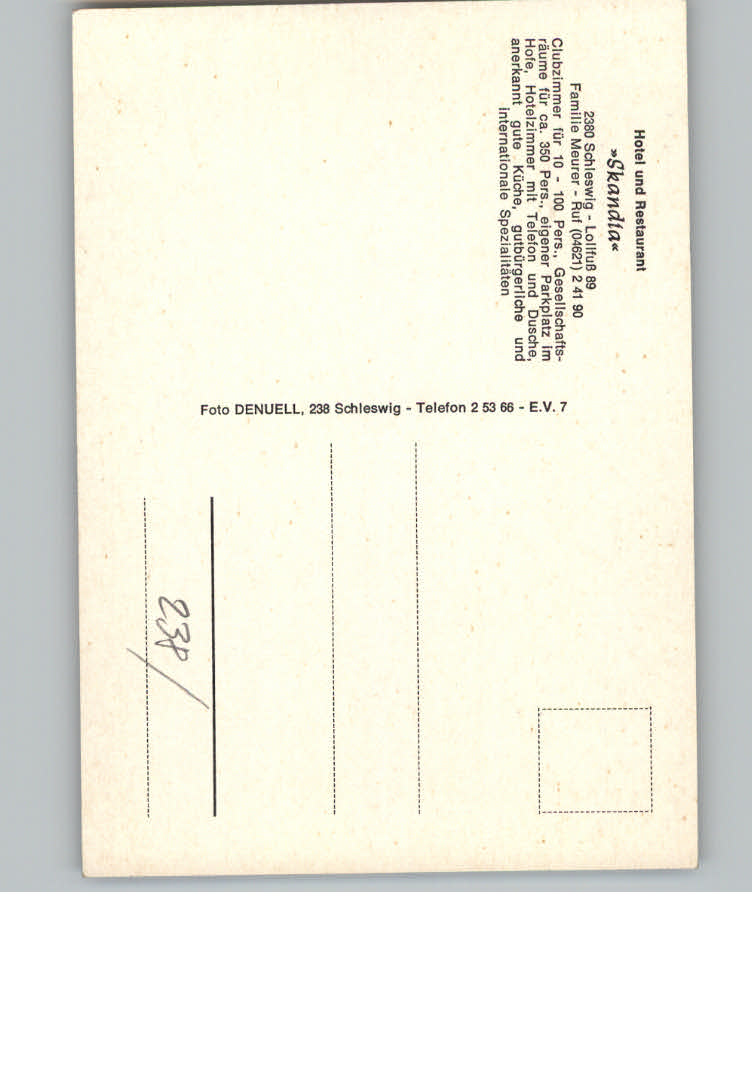 Hotel und Restaurant
»Skandia«
2380 Schleswig - Lollfuß 89
Familie Meurer - Ruf (04621) 2 41 90
Clubzimmer für 10 - 100 Pers., Gesellschafts-
räume für ca. 350 Pers., eigener Parkplatz im
Hofe, Hotelzimmer mit Telefon und Dusche,
anerkannt gute Küche, gutbürgerliche und
internationale Spezialitäten
Foto DENUELL, 238 Schleswig - Telefon 2 53 66 - E.V. 7
238/